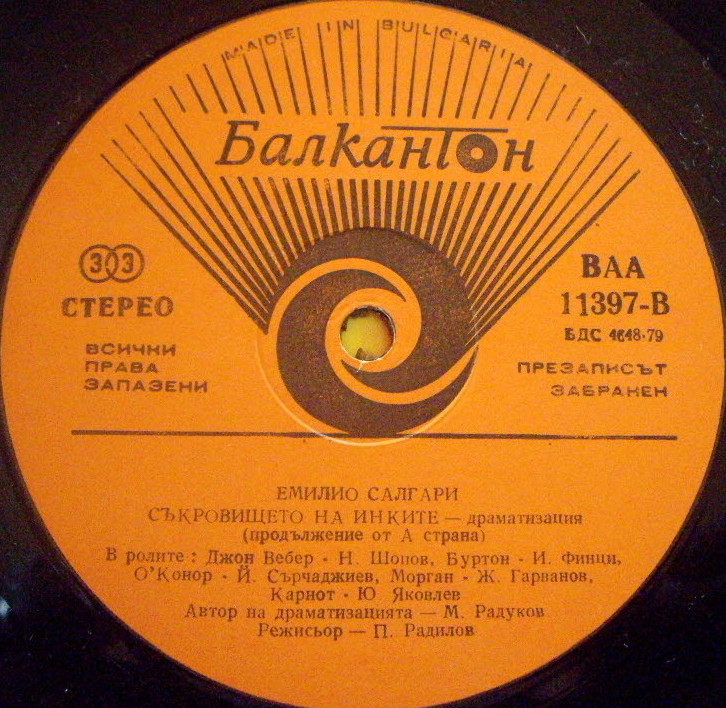 MADE IN BULGARIA
Балкантон
33
СТЕРЕО
ВСИЧКИ
ПРАВА
ЗАПАЗЕНИ
ВАА
11397-В
БДС 4648-79
ПРЕЗАПИСЪТ
ЗАБРАНЕН
ЕМИЛИО САЛГАРИ
СЪКРОВИЩЕТО НА ИНКИТЕ — драматизация
(продължение от А страна)
В ролите : Джон Вебер - Н. Шопов, Буртон - И. Финци,
О'Конор - Й. Сърчаджиев, Морган - Ж. Гарванов,
Карнот - Ю Яковлев
Автор на драматизацията — М. Радуков
Режисьор — П. Радилов